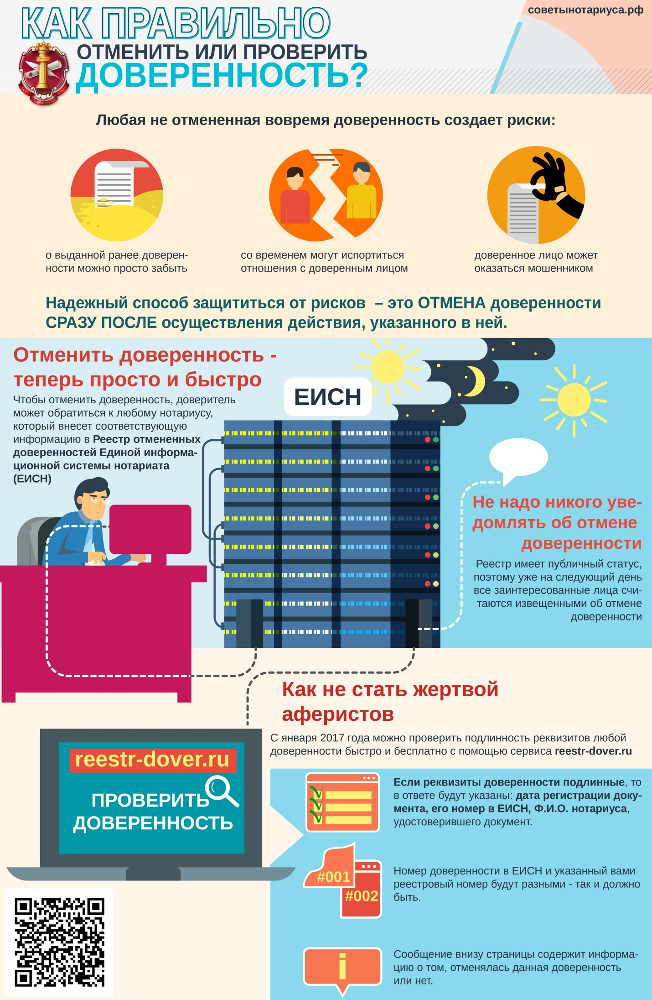 советынотариуса.рф
КАК ПРАВИЛЬНО
ОТМЕНИТЬ ИЛИ ПРОВЕРИТЬ
ДОВЕРЕННОСТЬ?
Любая не отмененная вовремя доверенность создает риски:
о выданной ранее доверен-
ности можно просто забыть
со временем могут испортиться
отношения с доверенным лицом
доверенное лицо может
оказаться мошенником
Надежный способ защититься от рисков – это ОТМЕНА доверенности
СРАЗУ ПОСЛЕ осуществления действия, указанного в ней.
Отменить доверенность -
теперь просто и быстро
Чтобы отменить доверенность, доверитель
может обратиться к любому нотариусу,
который внесет соответствующую
информацию в Реестр отмененных
доверенностей Единой информа-
ционной системы нотариата
(ЕИСН)
ЕИСН
Не надо никого уве-
домлять об отмене
доверенности
Реестр имеет публичный статус,
поэтому уже на следующий день
все заинтересованные лица счи-
таются извещенными об отмене
доверенности
Как не стать жертвой
аферистов
С января 2017 года можно проверить подлинность реквизитов любой
доверенности быстро и бесплатно с помощью сервиса reestr-dover.ru
reestr-dover.ru
ПРОВЕРИТЬ
ДОВЕРЕННОСТЬ
Если реквизиты доверенности подлинные, то
в ответе будут указаны: дата регистрации доку-
мента, его номер в ЕИСН, Ф.И.О. нотариуса,
удостоверившего документ.
#001
#002
Номер доверенности в ЕИСН и указанный вами
реестровый номер будут разными - так и должно
быть.
i
Сообщение внизу страницы содержит информа-
цию о том, отменялась данная доверенность
или нет.